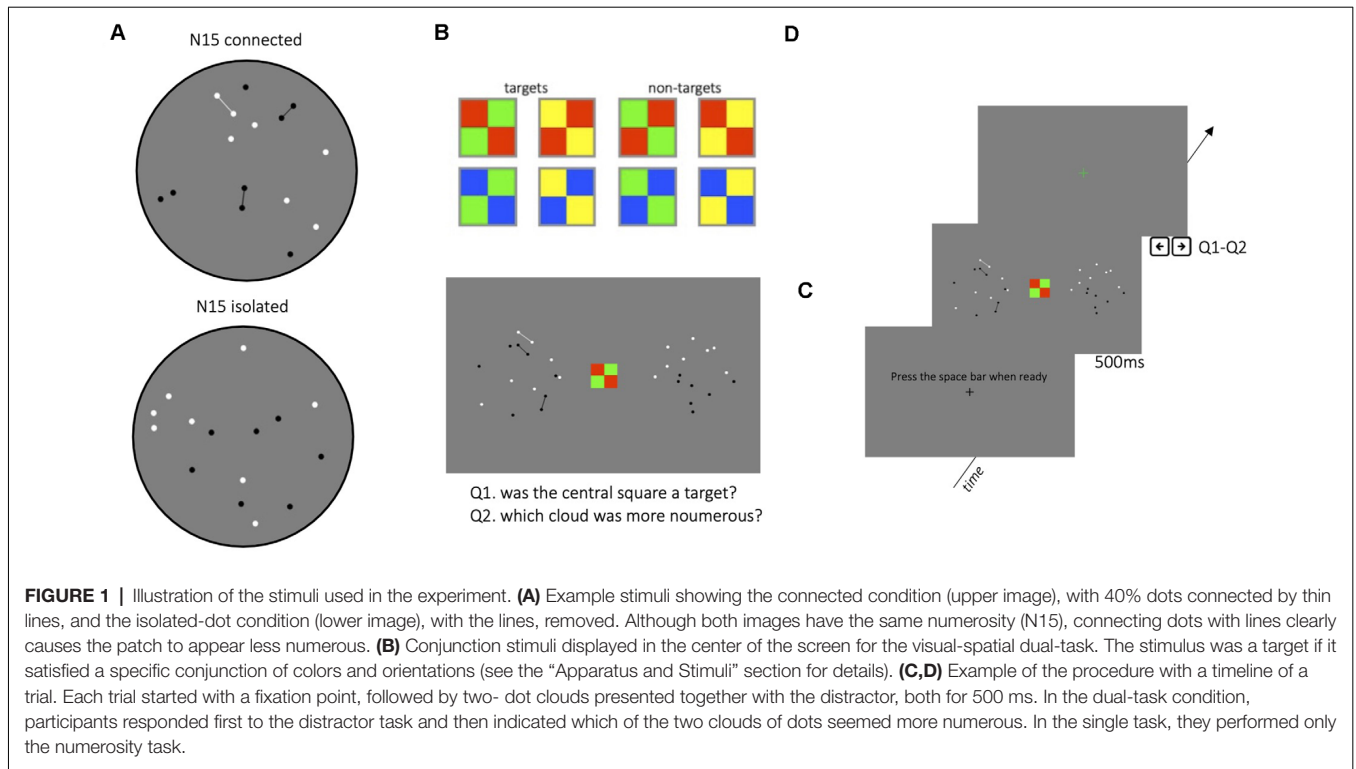 A
N15 connected
N15 isolated
B
targets
non-targets
Q1. was the central square a target?
Q2. which cloud was more noumerous?
D
C
Q1-Q2
500ms
Press the space bar when ready
time
FIGURE 1 | Illustration of the stimuli used in the experiment. (A) Example stimuli showing the connected condition (upper image), with 40% dots connected by thin
lines, and the isolated-dot condition (lower image), with the lines, removed. Although both images have the same numerosity (N15), connecting dots with lines clearly
causes the patch to appear less numerous. (B) Conjunction stimuli displayed in the center of the screen for the visual-spatial dual-task. The stimulus was a target if it
satisfied a specific conjunction of colors and orientations (see the “Apparatus and Stimuli” section for details). (C,D) Example of the procedure with a timeline of a
trial. Each trial started with a fixation point, followed by two- dot clouds presented together with the distractor, both for 500 ms. In the dual-task condition,
participants responded first to the distractor task and then indicated which of the two clouds of dots seemed more numerous. In the single task, they performed only
the numerosity task.